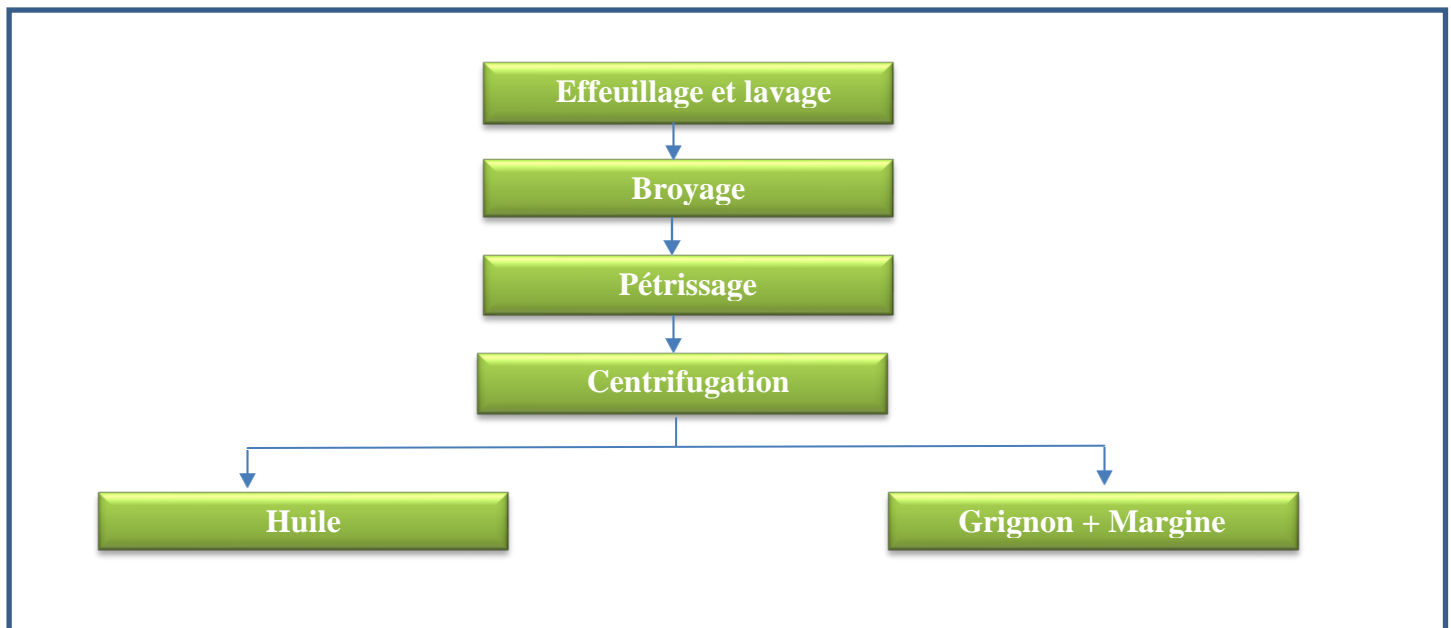 Effeuillage et lavage
Broyage
Pétrissage
Centrifugation
Huile
Grignon + Margine